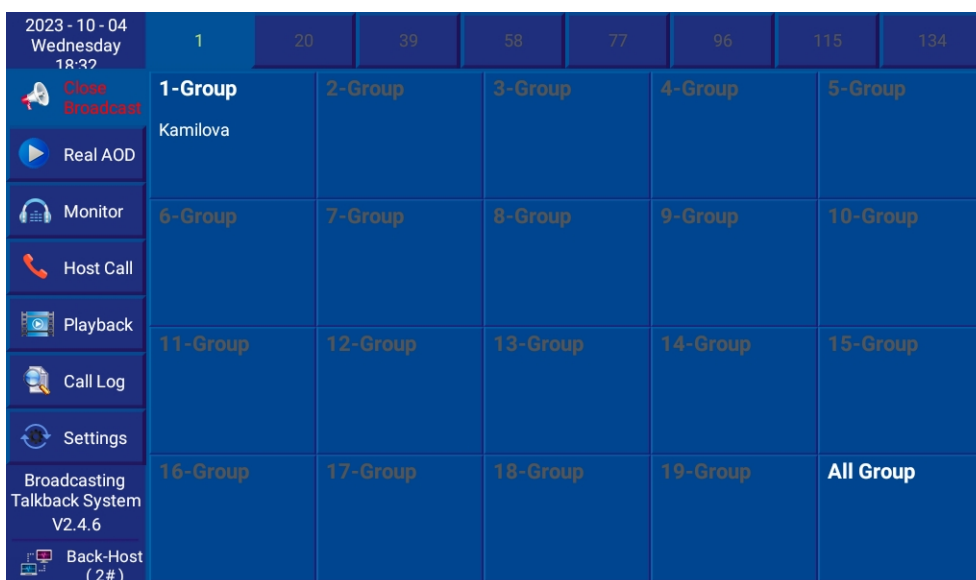 2023 - 10 - 04
Wednesday
18:32
1 20 39 58 77 96 115 134
Close
Broadcast
Real AOD
Monitor
Host Call
Playback
Call Log
Settings
Broadcasting
Talkback System
V2.4.6
Back-Host
(2#)
1-Group 2-Group 3-Group 4-Group 5-Group
Kamilova
6-Group 7-Group 8-Group 9-Group 10-Group
11-Group 12-Group 13-Group 14-Group 15-Group
16-Group 17-Group 18-Group 19-Group All Group